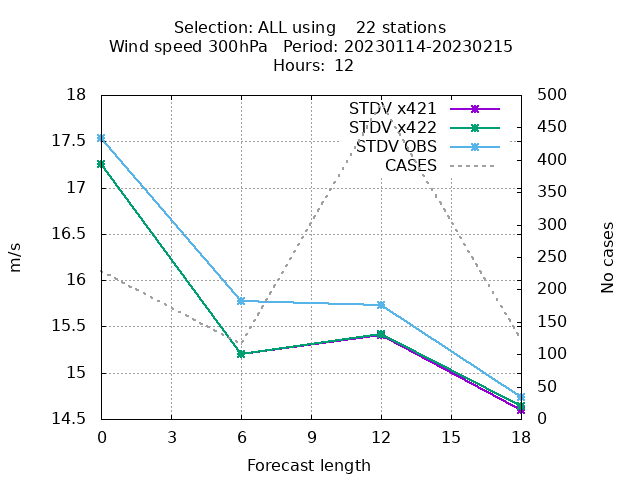 Selection: ALL using    22 stations
Wind speed 300hPa   Period: 20230114-20230215
Hours:  12
STDV x421
STDV x422
STDV OBS
CASES
18
17.5
17
16.5
16
15.5
15
14.5
500
450
400
350
300
250
200
150
100
50
0
m/s
No cases
0 3 6 9 12 15 18
Forecast length